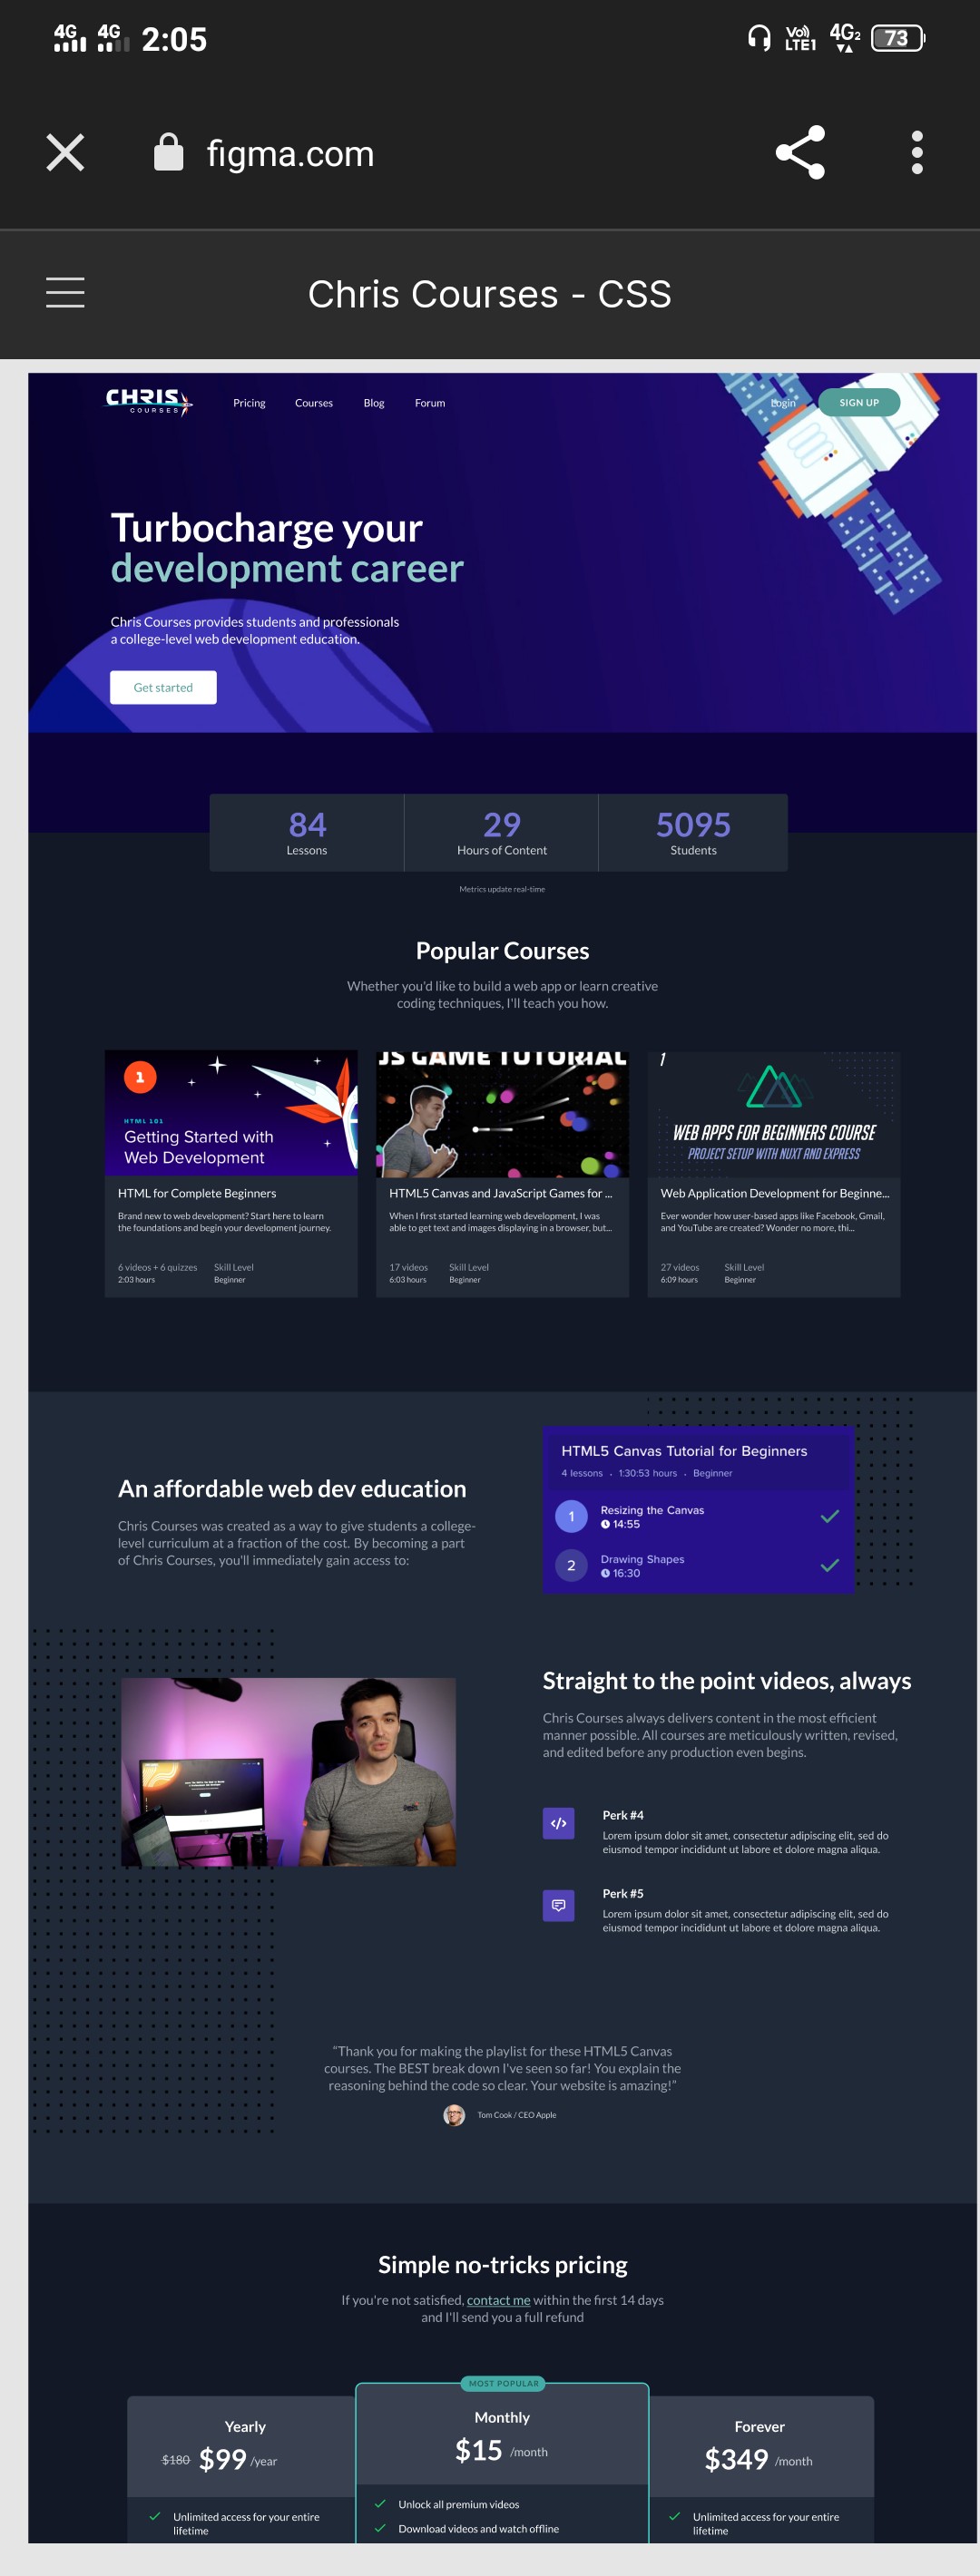 4G 4G 2:05 Vo)) LTE1 4G2 73
figma.com
Chris Courses - CSS
CHRIS
COURSES
Pricing Courses Blog Forum Login SIGN UP
Turbocharge your
development career
Chris Courses provides students and professionals
a college-level web development education.
Get started
84 29 5095
Lessons Hours of Content Students
Metrics update real-time
Popular Courses
Whether you'd like to build a web app or learn creative
coding techniques, I'll teach you how.
1
HTML 101
Getting Started with
Web Development
HTML for Complete Beginners
Brand new to web development? Start here to learn
the foundations and begin your development journey.
6 videos + 6 quizzes Skill Level
2:03 hours Beginner
JS GAME TUTORIAL
HTML5 Canvas and JavaScript Games for ...
When I first started learning web development, I was
able to get text and images displaying in a browser, but...
17 videos Skill Level
6:03 hours Beginner
1
WEB APPS FOR BEGINNERS COURSE
PROJECT SETUP WITH NUXT AND EXPRESS
Web Application Development for Beginne...
Ever wonder how user-based apps like Facebook, Gmail,
and YouTube are created? Wonder no more, thi...
27 videos Skill Level
6:09 hours Beginner
An affordable web dev education
Chris Courses was created as a way to give students a college-
level curriculum at a fraction of the cost. By becoming a part
of Chris Courses, you'll immediately gain access to:
HTML5 Canvas Tutorial for Beginners
4 lessons . 1:30:53 hours . Beginner
1 Resizing the Canvas
14:55
2 Drawing Shapes
16:30
Straight to the point videos, always
Chris Courses always delivers content in the most efficient
manner possible. All courses are meticulously written, revised,
and edited before any production even begins.
Perk #4
Lorem ipsum dolor sit amet, consectetur adipiscing elit, sed do
eiusmod tempor incididunt ut labore et dolore magna aliqua.
Perk #5
Lorem ipsum dolor sit amet, consectetur adipiscing elit, sed do
eiusmod tempor incididunt ut labore et dolore magna aliqua.
“Thank you for making the playlist for these HTML5 Canvas
courses. The BEST break down I've seen so far! You explain the
reasoning behind the code so clear. Your website is amazing!”
Tom Cook / CEO Apple
Simple no-tricks pricing
If you're not satisfied, contact me within the first 14 days
and I'll send you a full refund
Yearly
$180 $99 /year
Unlimited access for your entire
lifetime
MOST POPULAR
Monthly
$15 /month
Unlock all premium videos
Download videos and watch offline
Forever
$349 /month
Unlimited access for your entire
lifetime